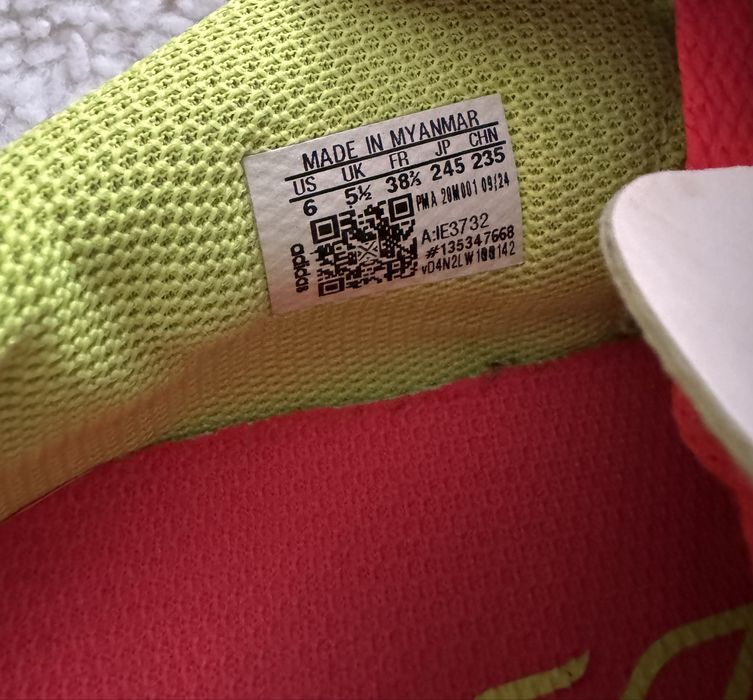 MADE IN MYANMAR
US UK FR JP CHN
6 5½ 38⅔ 245 235
PMA 20M001 09/24
A:IE3732
#135347668
vD4N2LW100142
adidas